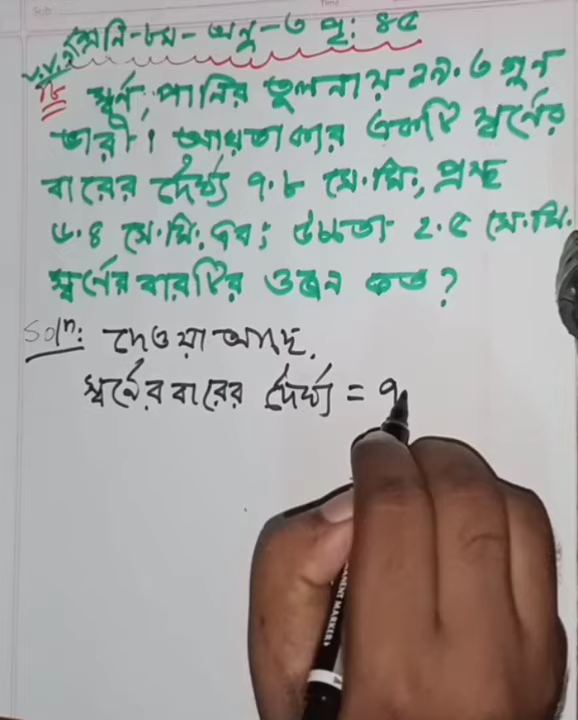 শ্রেনি-৮ম-অনু-৩ পৃ: ৪৫
V.V.I
১৮ স্বর্ন, পানির তুলনায় ১৯.৩ গুন
ভারী। আয়তাকার একটি স্বর্নের
বারের দৈর্ঘ্য ৭.৮ সে.মি., প্রস্থ
৬.৪ সে.মি. এবং উচ্চতা ২.৫ সে.মি.
স্বর্নের বারটির ওজন কত?
Solⁿ: দেওয়া আছে,
স্বর্নের বারের দৈর্ঘ্য = ৭